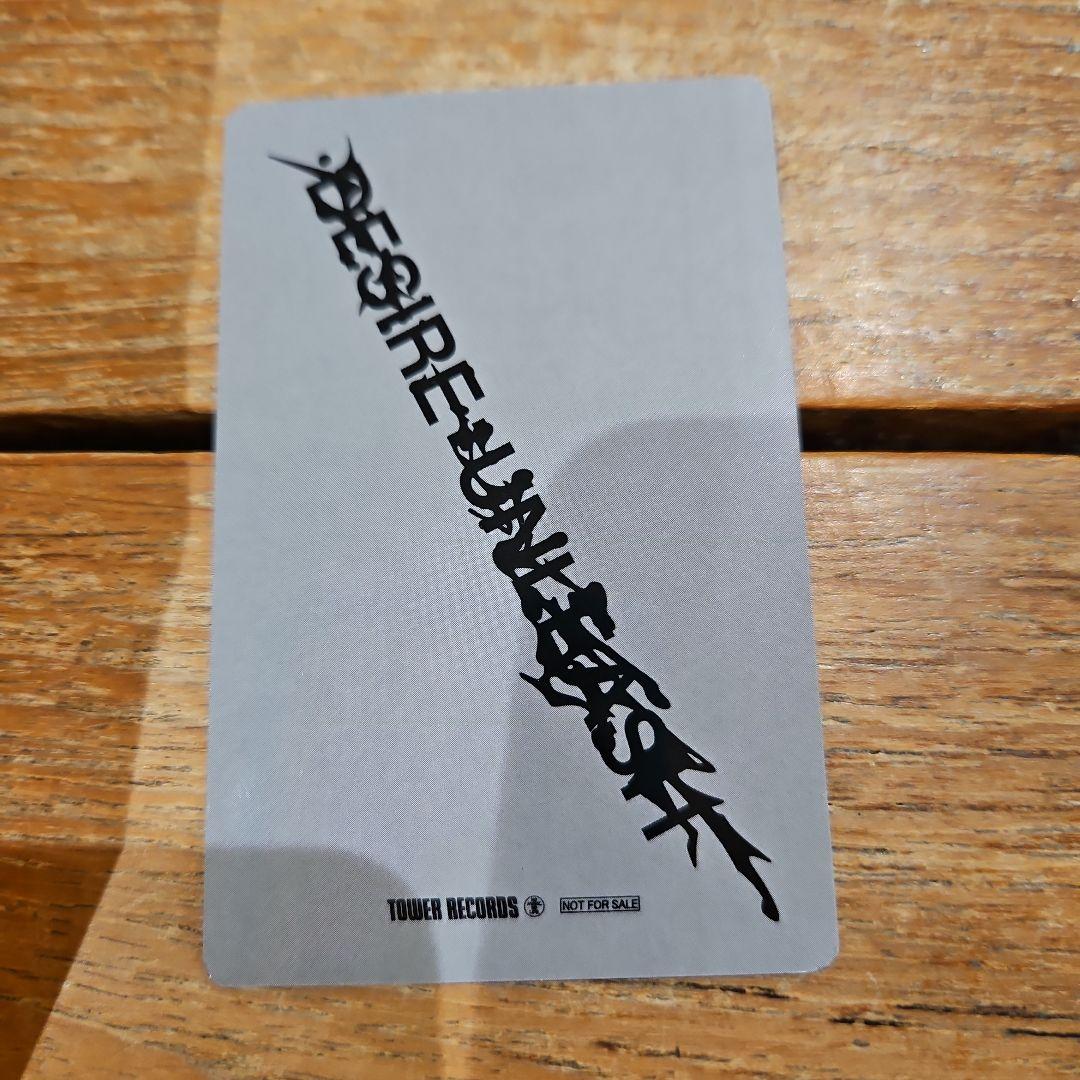 DESIRE:UNLEASH
TOWER RECORDS
NOT FOR SALE